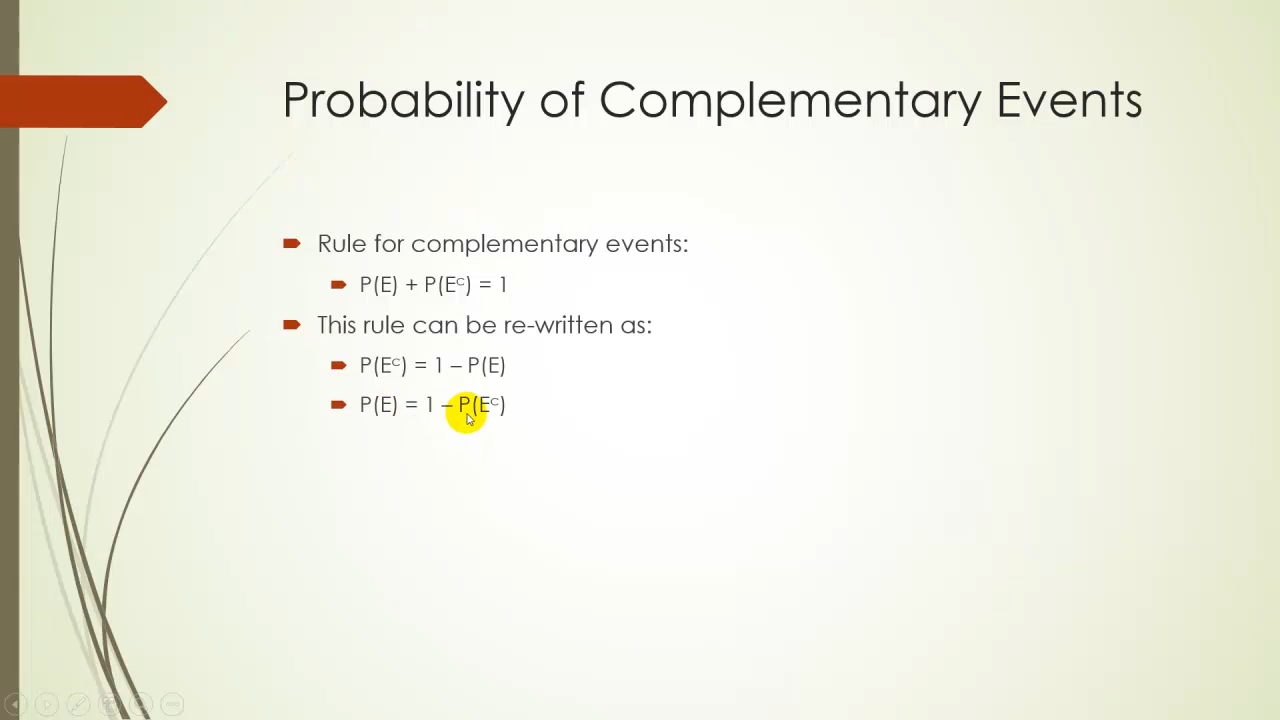 Probability of Complementary Events
Rule for complementary events:
P(E) + P(Eᶜ) = 1
This rule can be re-written as:
P(Eᶜ) = 1 – P(E)
P(E) = 1 – P(Eᶜ)